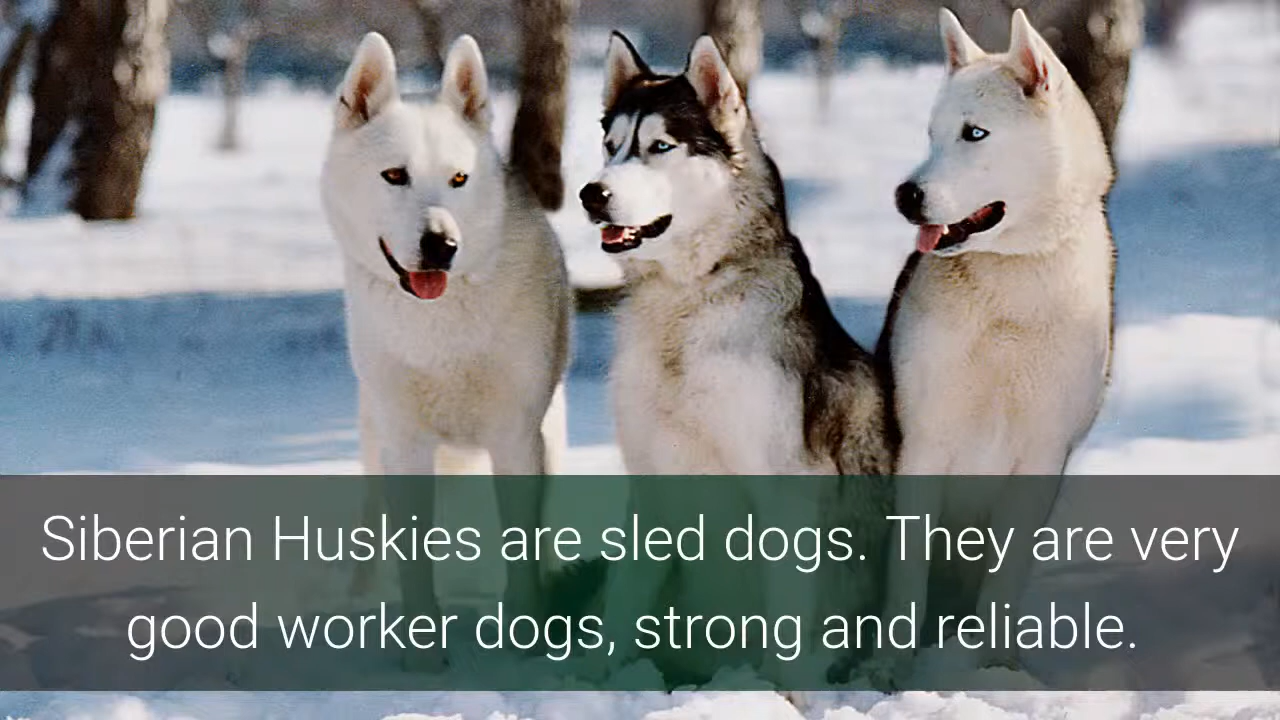 Siberian Huskies are sled dogs. They are very
good worker dogs, strong and reliable.